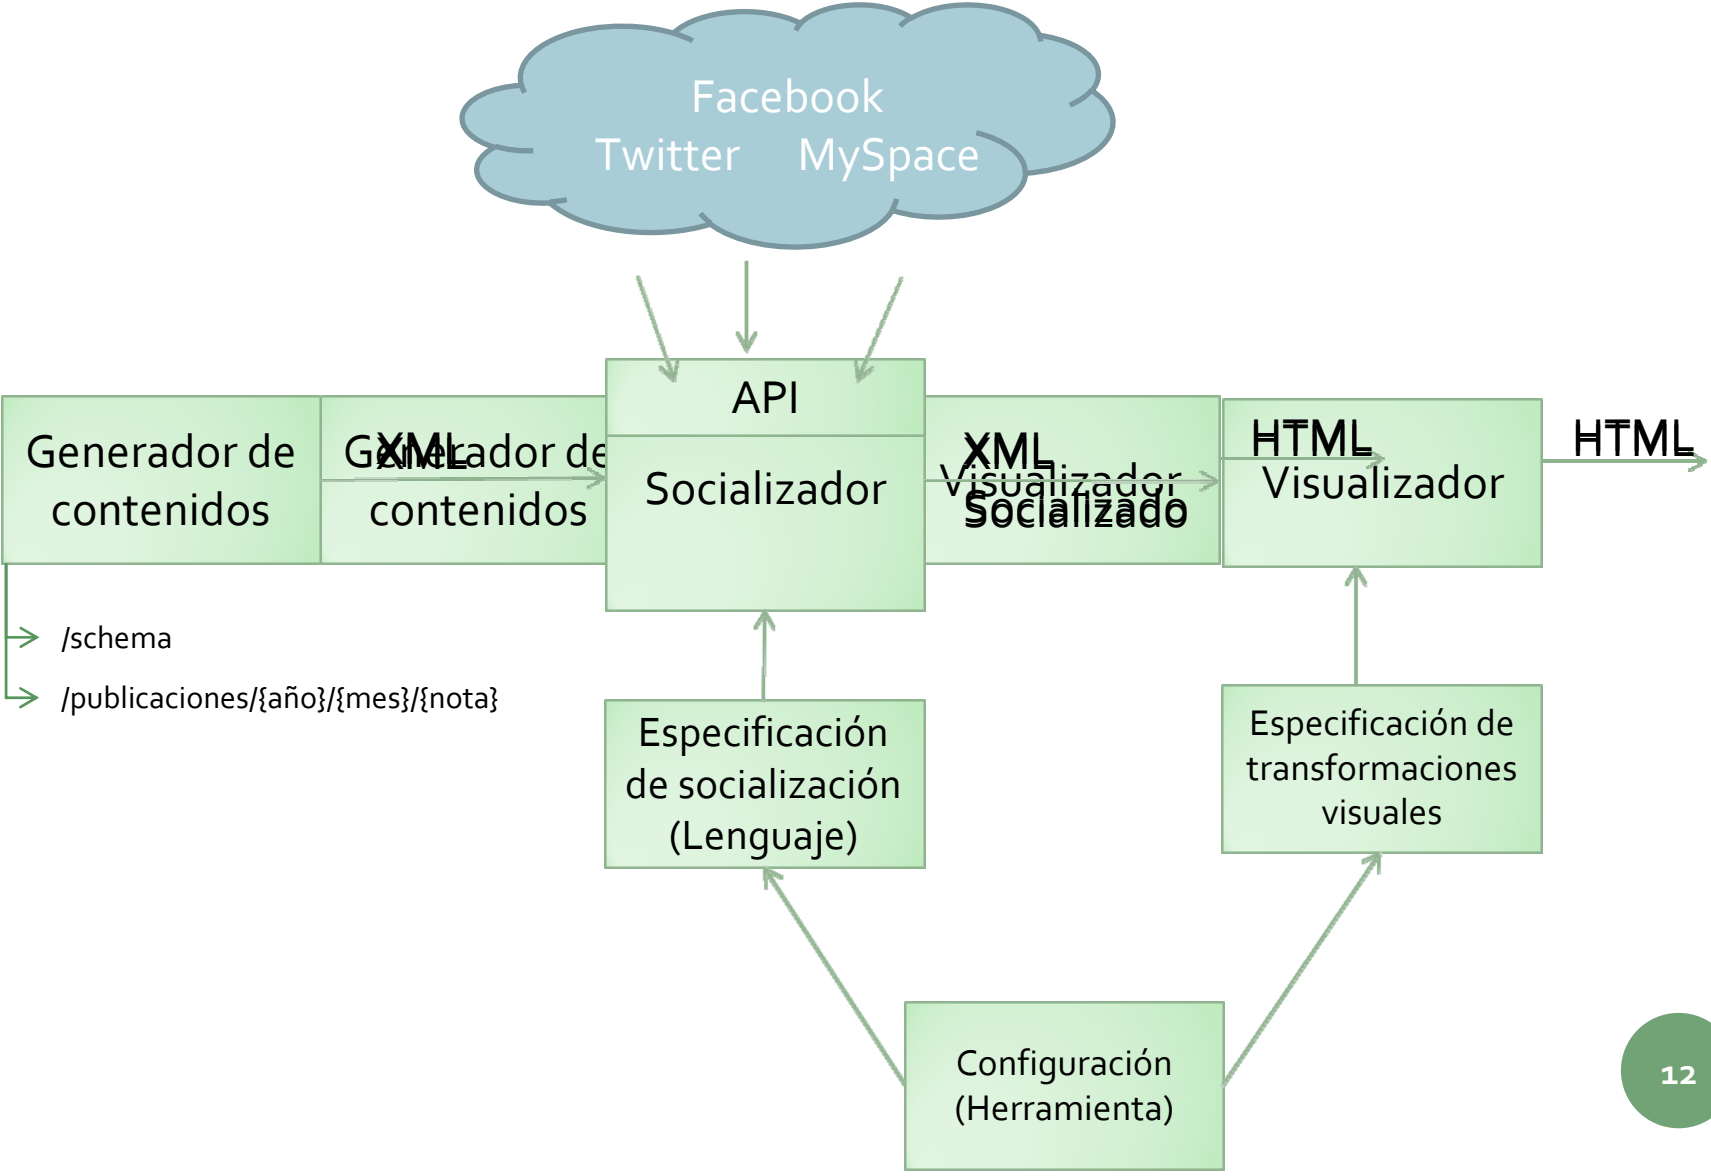 Facebook
Twitter MySpace
API
Generador de
contenidos
Generador de
contenidos
XML
Socializador
XML
Socializado
Visualizador
HTML
Visualizador
HTML
/schema
/publicaciones/{año}/{mes}/{nota}
Especificación
de socialización
(Lenguaje)
Especificación de
transformaciones
visuales
Configuración
(Herramienta)
12